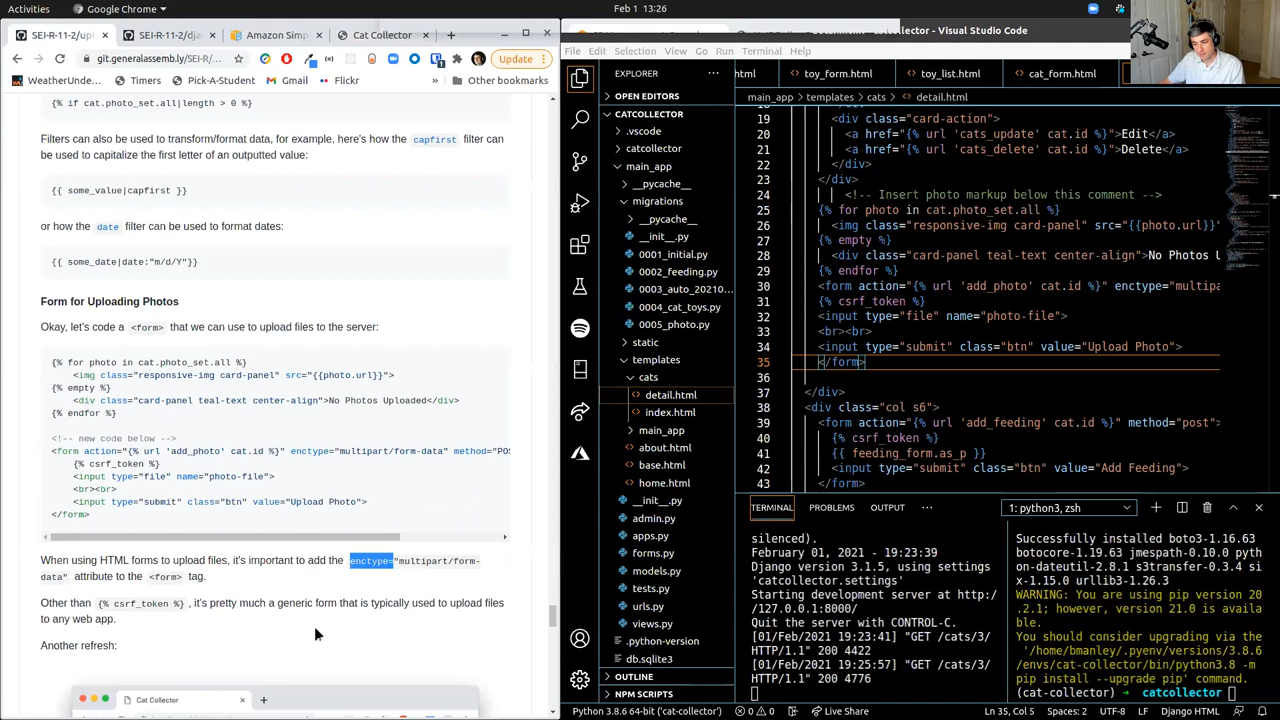 Activities
Google Chrome
Feb 1 13:26
SEI-R-11-2/up
SEI-R-11-2/dj
Amazon Simp
Cat Collector
Visual Studio Code
git.generalassemb.ly/SEI-R
Update
WeatherUnder
Timers
Pick-A-Student
Gmail
Flickr
Other bookmarks
{% if cat.photo_set.all|length > 0 %}
Filters can also be used to transform/format data, for example, here's how the capfirst filter can
be used to capitalize the first letter of an outputted value:
{{ some_value|capfirst }}
or how the date filter can be used to format dates:
{{ some_date|date:"m/d/Y"}}
Form for Uploading Photos
Okay, let's code a <form> that we can use to upload files to the server:
{% for photo in cat.photo_set.all %}
<img class="responsive-img card-panel" src="{{photo.url}}">
{% empty %}
<div class="card-panel teal-text center-align">No Photos Uploaded</div>
{% endfor %}
<!-- new code below -->
<form action="{% url 'add_photo' cat.id %}" enctype="multipart/form-data" method="POS
{% csrf_token %}
<input type="file" name="photo-file">
<br><br>
<input type="submit" class="btn" value="Upload Photo">
</form>
When using HTML forms to upload files, it's important to add the enctype="multipart/form-
data" attribute to the <form> tag.
Other than {% csrf_token %}, it's pretty much a generic form that is typically used to upload files
to any web app.
Another refresh:
Cat Collector
File Edit Selection View Go Run Terminal Help
EXPLORER
OPEN EDITORS
CATCOLLECTOR
.vscode
catcollector
main_app
__pycache__
migrations
__pycache__
__init__.py
0001_initial.py
0002_feeding.py
0003_auto_20210...
0004_cat_toys.py
0005_photo.py
static
templates
cats
detail.html
index.html
main_app
about.html
base.html
home.html
__init__.py
admin.py
apps.py
forms.py
models.py
tests.py
urls.py
views.py
.python-version
db.sqlite3
OUTLINE
NPM SCRIPTS
html
toy_form.html
toy_list.html
cat_form.html
main_app > templates > cats > detail.html
19 <div class="card-action">
20 <a href="{% url 'cats_update' cat.id %}">Edit</a>
21 <a href="{% url 'cats_delete' cat.id %}">Delete</a>
22 </div>
23 </div>
24 <!-- Insert photo markup below this comment -->
25 {% for photo in cat.photo_set.all %}
26 <img class="responsive-img card-panel" src="{{photo.url}}"
27 {% empty %}
28 <div class="card-panel teal-text center-align">No Photos U
29 {% endfor %}
30 <form action="{% url 'add_photo' cat.id %}" enctype="multipa
31 {% csrf_token %}
32 <input type="file" name="photo-file">
33 <br><br>
34 <input type="submit" class="btn" value="Upload Photo">
35 </form>
36
37 </div>
38 <div class="col s6">
39 <form action="{% url 'add_feeding' cat.id %}" method="post">
40 {% csrf_token %}
41 {{ feeding_form.as_p }}
42 <input type="submit" class="btn" value="Add Feeding">
43 </form>
TERMINAL
PROBLEMS
OUTPUT
1: python3, zsh
silenced).
February 01, 2021 - 19:23:39
Django version 3.1.5, using settings
'catcollector.settings'
Starting development server at http:/
/127.0.0.1:8000/
Quit the server with CONTROL-C.
[01/Feb/2021 19:23:41] "GET /cats/3/
HTTP/1.1" 200 4422
[01/Feb/2021 19:25:57] "GET /cats/3/
HTTP/1.1" 200 4776
Successfully installed boto3-1.16.63
botocore-1.19.63 jmespath-0.10.0 pyth
on-dateutil-2.8.1 s3transfer-0.3.4 si
x-1.15.0 urllib3-1.26.3
WARNING: You are using pip version 20
.2.1; however, version 21.0 is availa
ble.
You should consider upgrading via the
'/home/bmanley/.pyenv/versions/3.8.6
/envs/cat-collector/bin/python3.8 -m
pip install --upgrade pip' command.
(cat-collector) → catcollector
Python 3.8.6 64-bit ('cat-collector')
0 0
Live Share
Ln 35, Col 5
Spaces: 2
UTF-8
LF
Django HTML